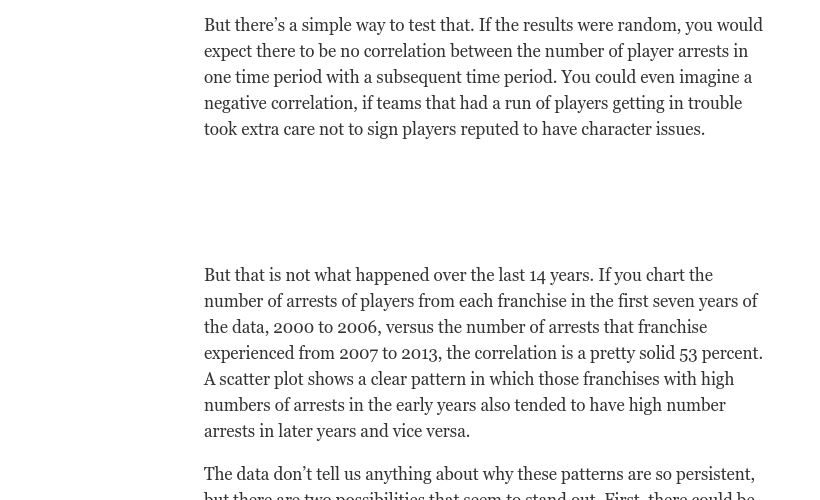 But there's a simple way to test that. If the results were random, you would
expect there to be no correlation between the number of player arrests in
one time period with a subsequent time period. You could even imagine a
negative correlation, if teams that had a run of players getting in trouble
took extra care not to sign players reputed to have character issues.
But that is not what happened over the last 14 years. If you chart the
number of arrests of players from each franchise in the first seven years of
the data, 2000 to 2006, versus the number of arrests that franchise
experienced from 2007 to 2013, the correlation is a pretty solid 53 percent.
A scatter plot shows a clear pattern in which those franchises with high
numbers of arrests in the early years also tended to have high number
arrests in later years and vice versa.
The data don't tell us anything about why these patterns are so persistent,
but there are two possibilities that seem to stand out. First, there could be